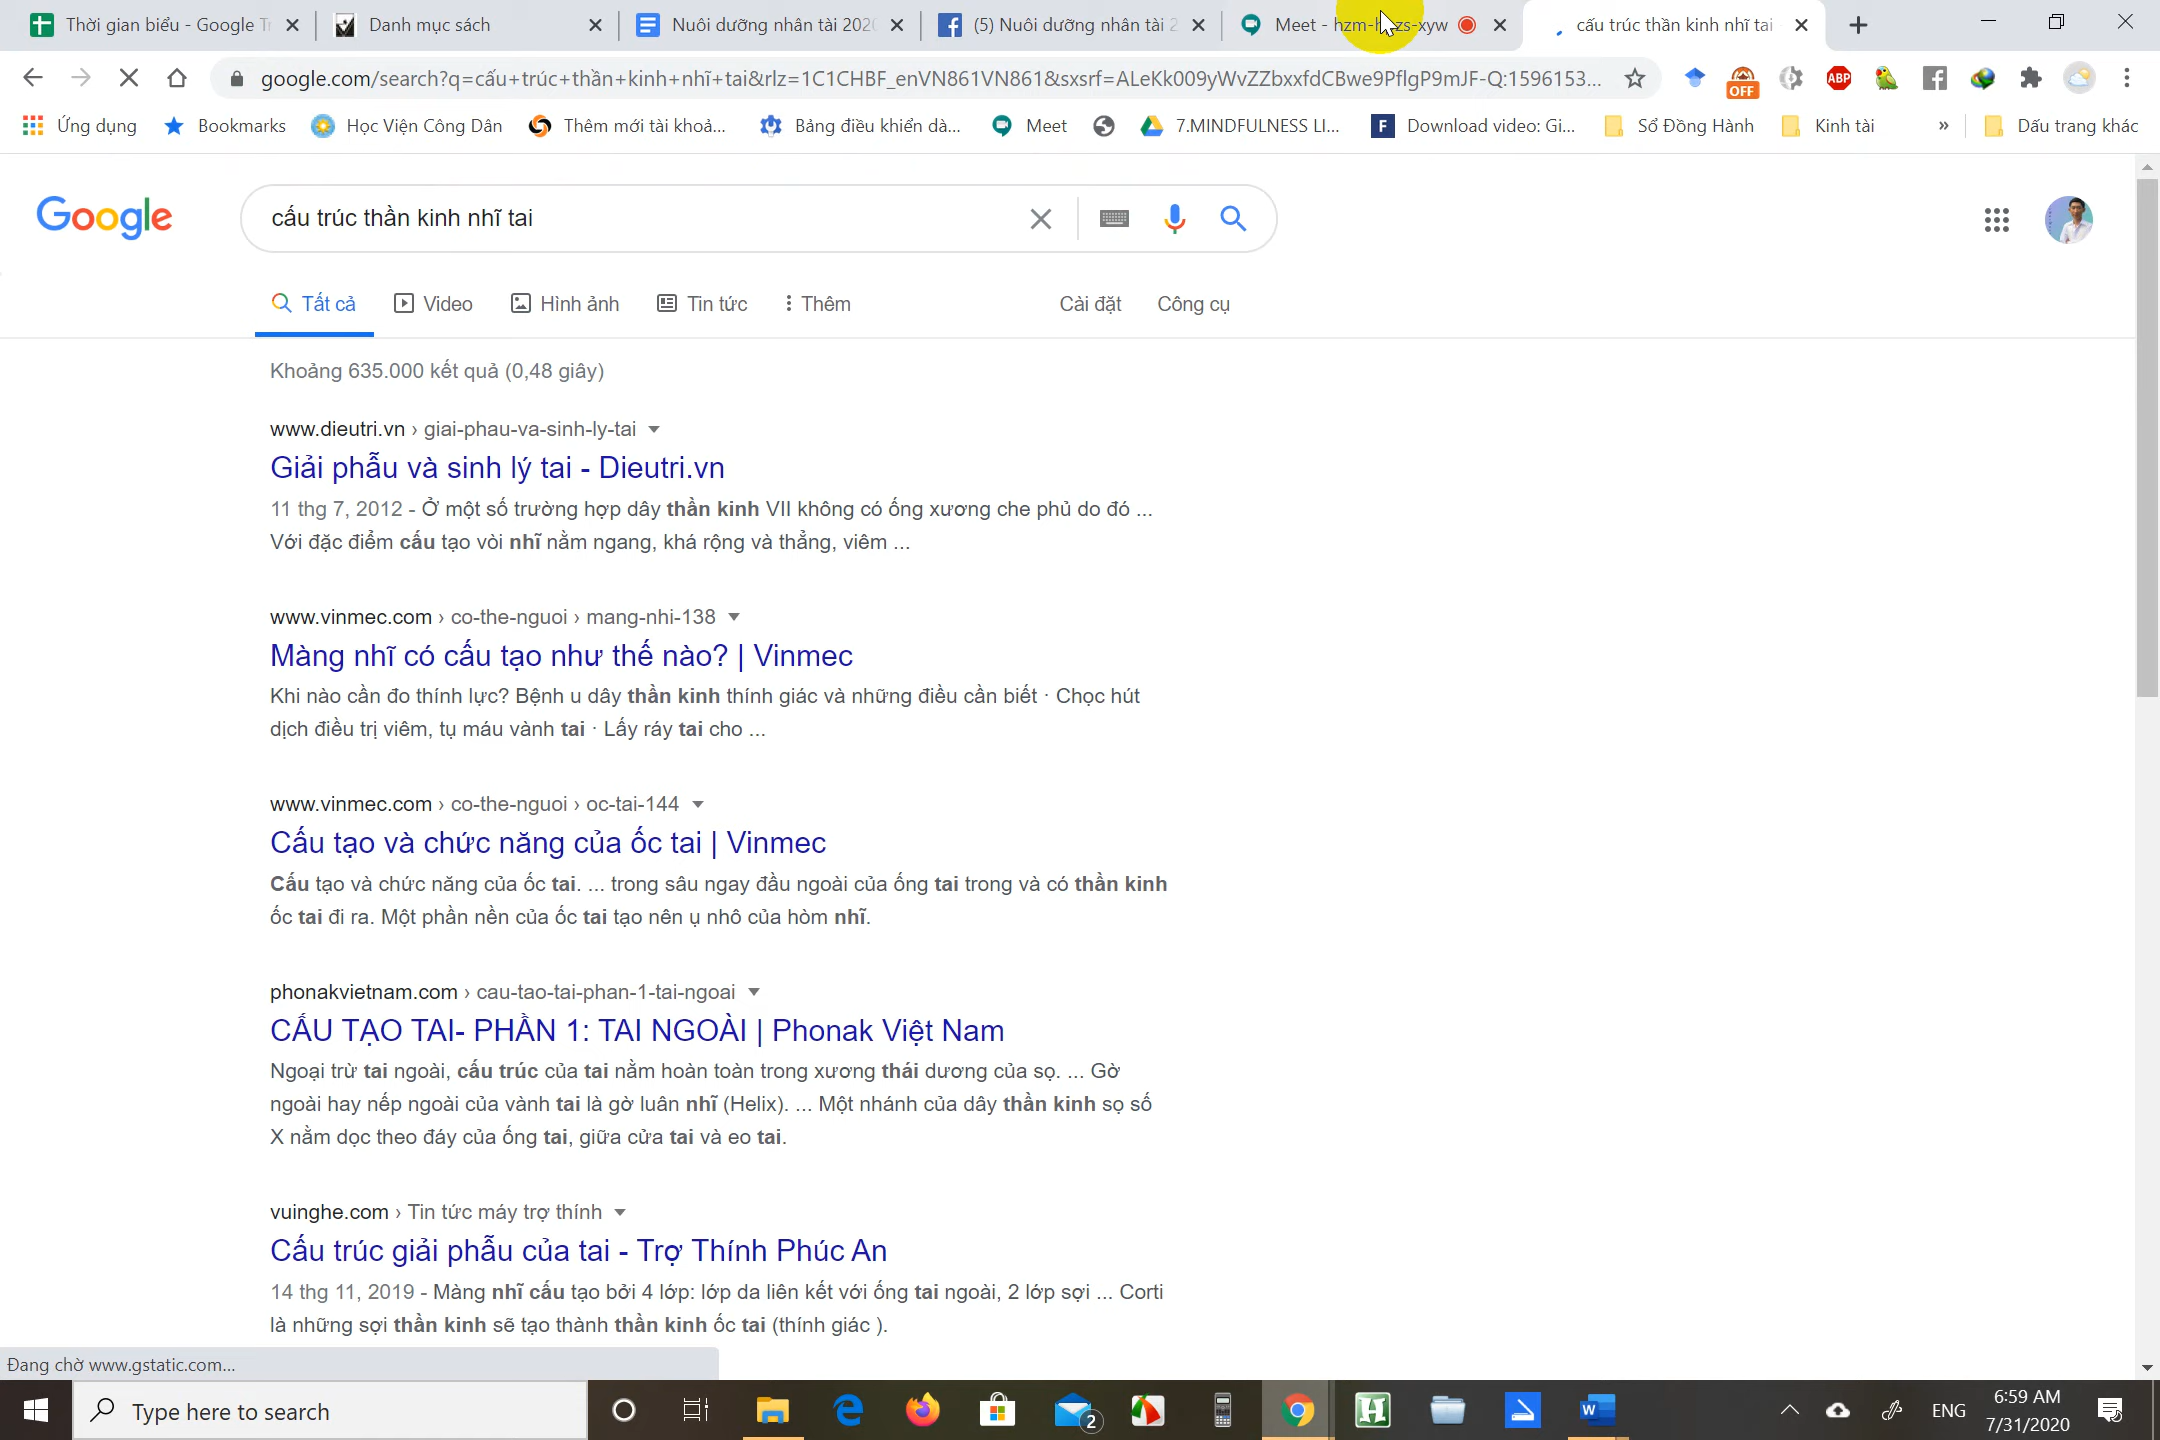 Thời gian biểu - Google Tr
Danh mục sách
Nuôi dưỡng nhân tài 2020
(5) Nuôi dưỡng nhân tài 2
Meet - hzm-h zs-xyw
cấu trúc thần kinh nhĩ tai
google.com/search?q=cấu+trúc+thần+kinh+nhĩ+tai&rlz=1C1CHBF_enVN861VN861&sxsrf=ALeKk009yWvZZbxxfdCBwe9PflgP9mJF-Q:1596153...
ABP
OFF
Ứng dụng
Bookmarks
Học Viện Công Dân
Thêm mới tài khoả...
Bảng điều khiển dà...
Meet
7.MINDFULNESS LI...
F
Download video: Gi...
Sổ Đồng Hành
Kinh tài
»
Dấu trang khác
Google
cấu trúc thần kinh nhĩ tai
Tất cả
Video
Hình ảnh
Tin tức
Thêm
Cài đặt
Công cụ
Khoảng 635.000 kết quả (0,48 giây)
www.dieutri.vn › giai-phau-va-sinh-ly-tai
Giải phẫu và sinh lý tai - Dieutri.vn
11 thg 7, 2012 - Ở một số trường hợp dây thần kinh VII không có ống xương che phủ do đó ...
Với đặc điểm cấu tạo vòi nhĩ nằm ngang, khá rộng và thẳng, viêm ...
www.vinmec.com › co-the-nguoi › mang-nhi-138
Màng nhĩ có cấu tạo như thế nào? | Vinmec
Khi nào cần đo thính lực? Bệnh u dây thần kinh thính giác và những điều cần biết · Chọc hút
dịch điều trị viêm, tụ máu vành tai · Lấy ráy tai cho ...
www.vinmec.com › co-the-nguoi › oc-tai-144
Cấu tạo và chức năng của ốc tai | Vinmec
Cấu tạo và chức năng của ốc tai. ... trong sâu ngay đầu ngoài của ống tai trong và có thần kinh
ốc tai đi ra. Một phần nền của ốc tai tạo nên ụ nhô của hòm nhĩ.
phonakvietnam.com › cau-tao-tai-phan-1-tai-ngoai
CẤU TẠO TAI- PHẦN 1: TAI NGOÀI | Phonak Việt Nam
Ngoại trừ tai ngoài, cấu trúc của tai nằm hoàn toàn trong xương thái dương của sọ. ... Gờ
ngoài hay nếp ngoài của vành tai là gờ luân nhĩ (Helix). ... Một nhánh của dây thần kinh sọ số
X nằm dọc theo đáy của ống tai, giữa cửa tai và eo tai.
vuinghe.com › Tin tức máy trợ thính
Cấu trúc giải phẫu của tai - Trợ Thính Phúc An
14 thg 11, 2019 - Màng nhĩ cấu tạo bởi 4 lớp: lớp da liên kết với ống tai ngoài, 2 lớp sợi ... Corti
là những sợi thần kinh sẽ tạo thành thần kinh ốc tai (thính giác ).
Đang chờ www.gstatic.com...
Type here to search
2
H
W
ENG
6:59 AM
7/31/2020